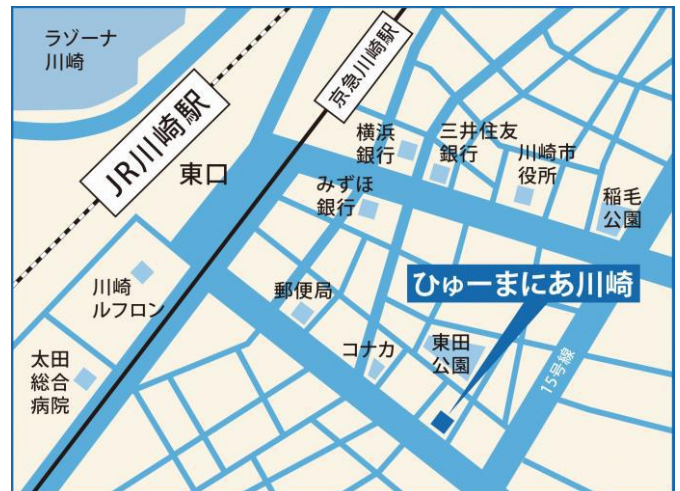 ラゾーナ
川崎
JR川崎駅
東口
京急川崎駅
横浜
銀行
三井住友
銀行
川崎市
役所
稲毛
公園
みずほ
銀行
ひゅーまにあ川崎
川崎
ルフロン
郵便局
コナカ
東田
公園
15号線
太田
総合
病院